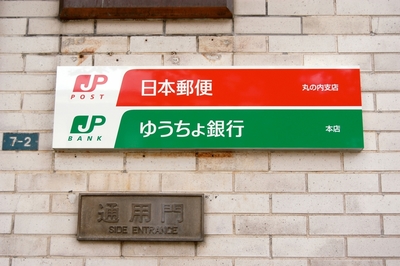 JP
POST
日本郵便
丸の内支店
JP
BANK
ゆうちょ銀行
本店
7-2
通用門
SIDE ENTRANCE